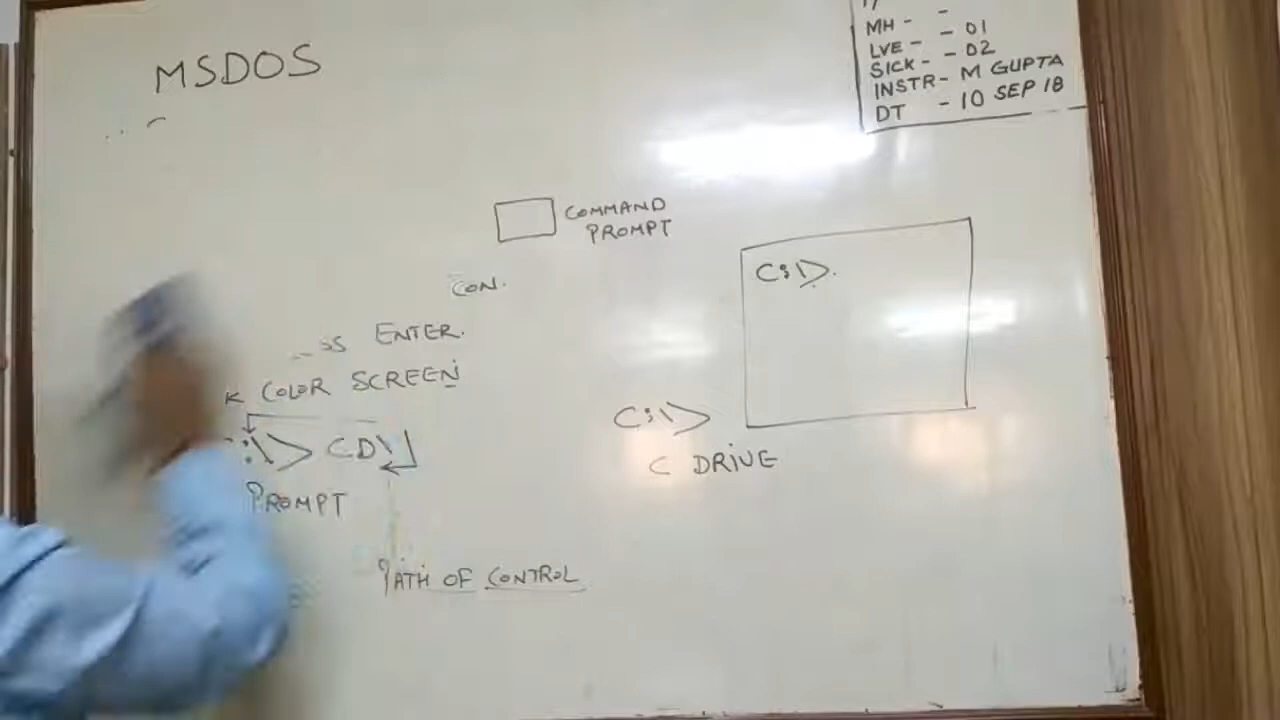 MSDOS
MH - -
LVE - - 01
SICK - - 02
INSTR - M GUPTA
DT - 10 SEP 18
COMMAND
PROMPT
C:\>.
ENTER.
COLOR SCREEN
:\> CD\
PROMPT
C:\>
C DRIVE
PATH OF CONTROL